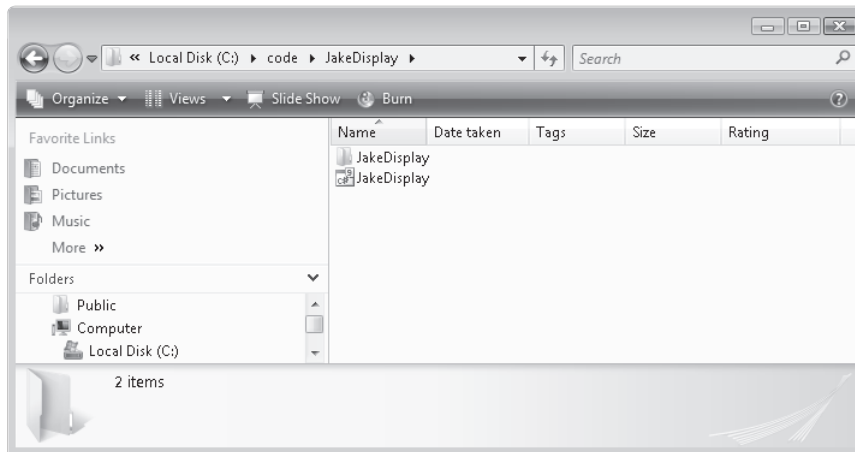 « Local Disk (C:) ▸ code ▸ JakeDisplay ▸ Search
Organize Views Slide Show Burn
Favorite Links
Documents
Pictures
Music
More »
Folders
Public
Computer
Local Disk (C:)
Name Date taken Tags Size Rating
JakeDisplay
JakeDisplay
2 items